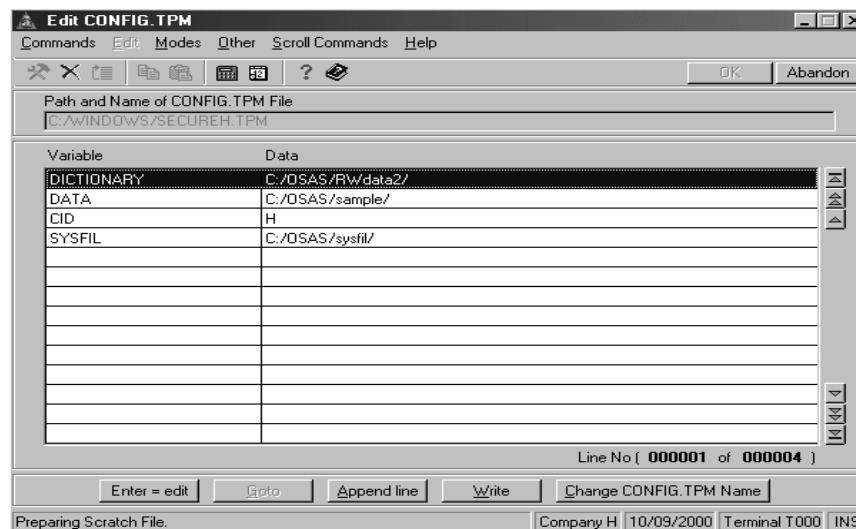 Edit CONFIG.TPM
Commands Edit Modes Other Scroll Commands Help
OK Abandon
Path and Name of CONFIG.TPM File
C:/WINDOWS/SECUREH.TPM
Variable Data
DICTIONARY C:/OSAS/RWdata2/
DATA C:/OSAS/sample/
CID H
SYSFIL C:/OSAS/sysfil/
Line No ( 000001 of 000004 )
Enter = edit Goto Append line Write Change CONFIG.TPM Name
Preparing Scratch File. Company H 10/09/2000 Terminal T000 INS